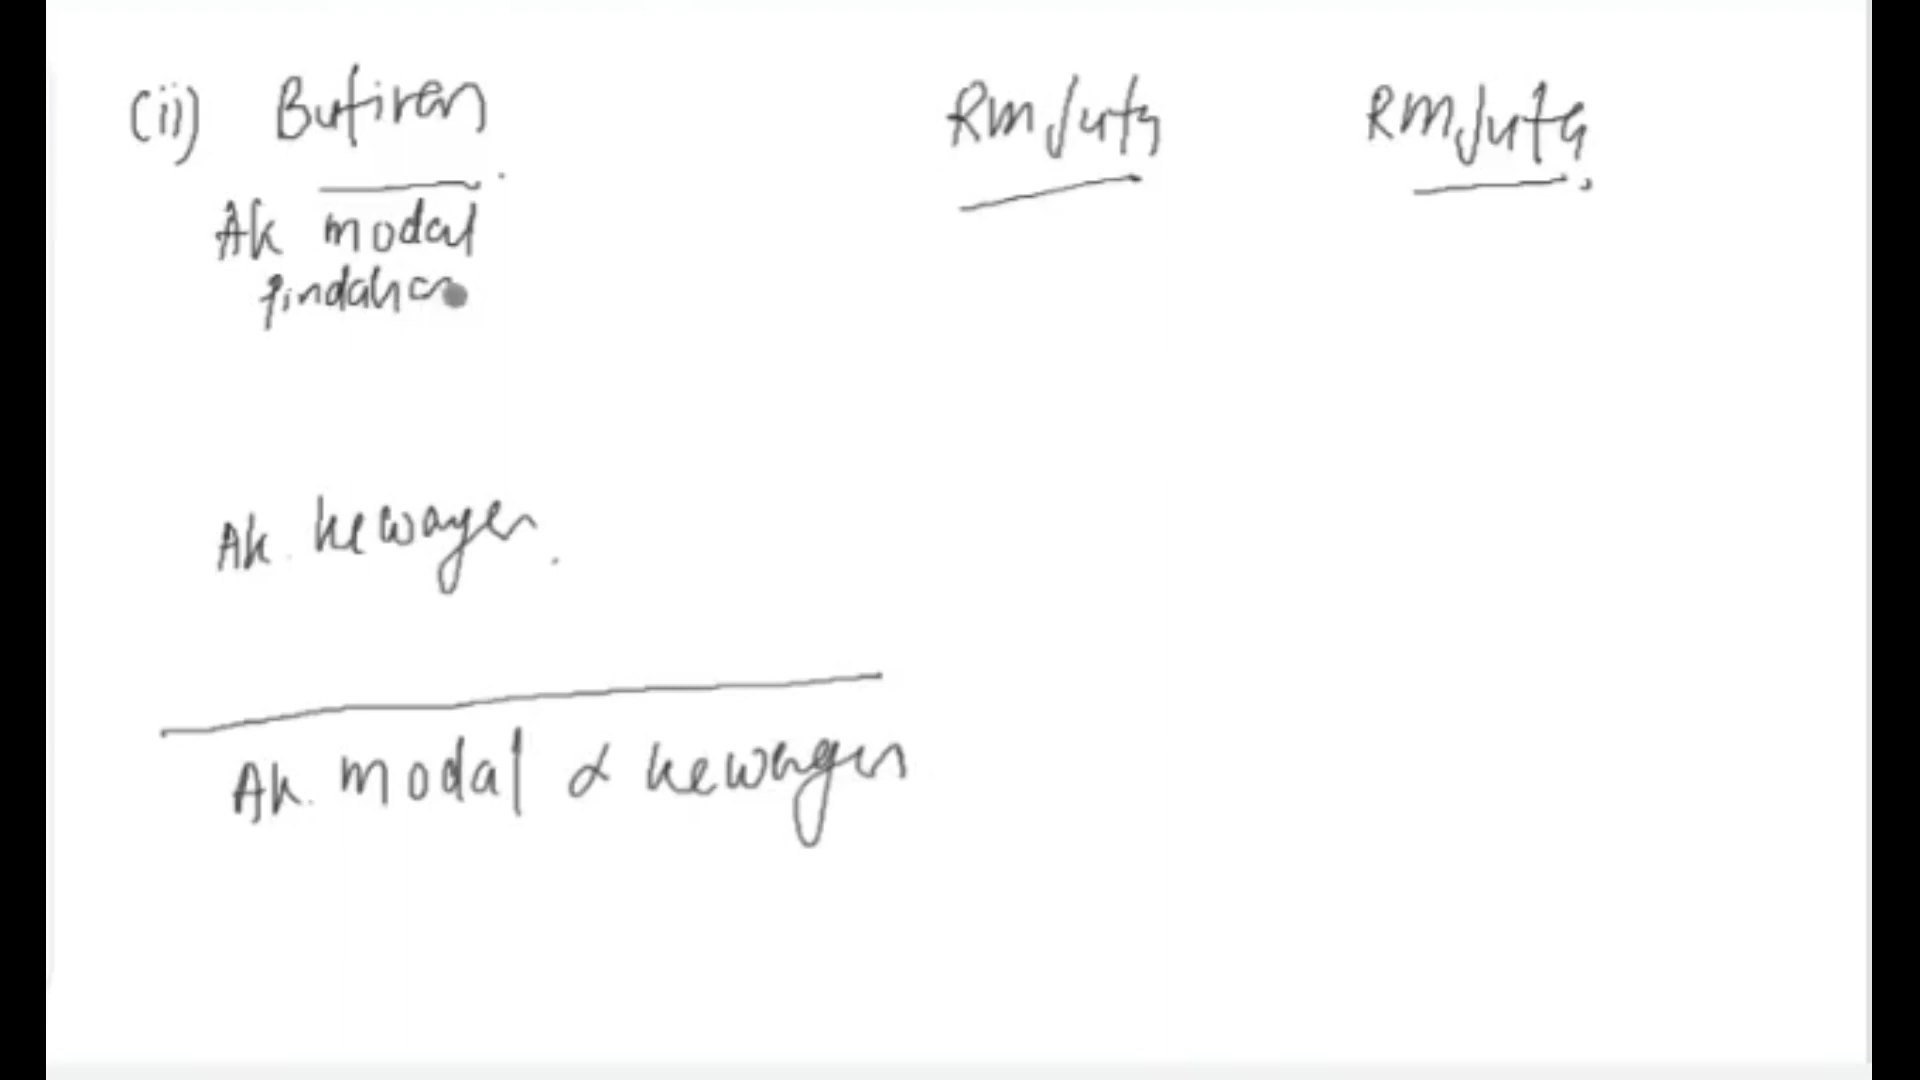 (ii) Butiran RM Juta RM Juta
Ak modal
pindahan
Ak. kewangan.
Ak. modal & kewangan